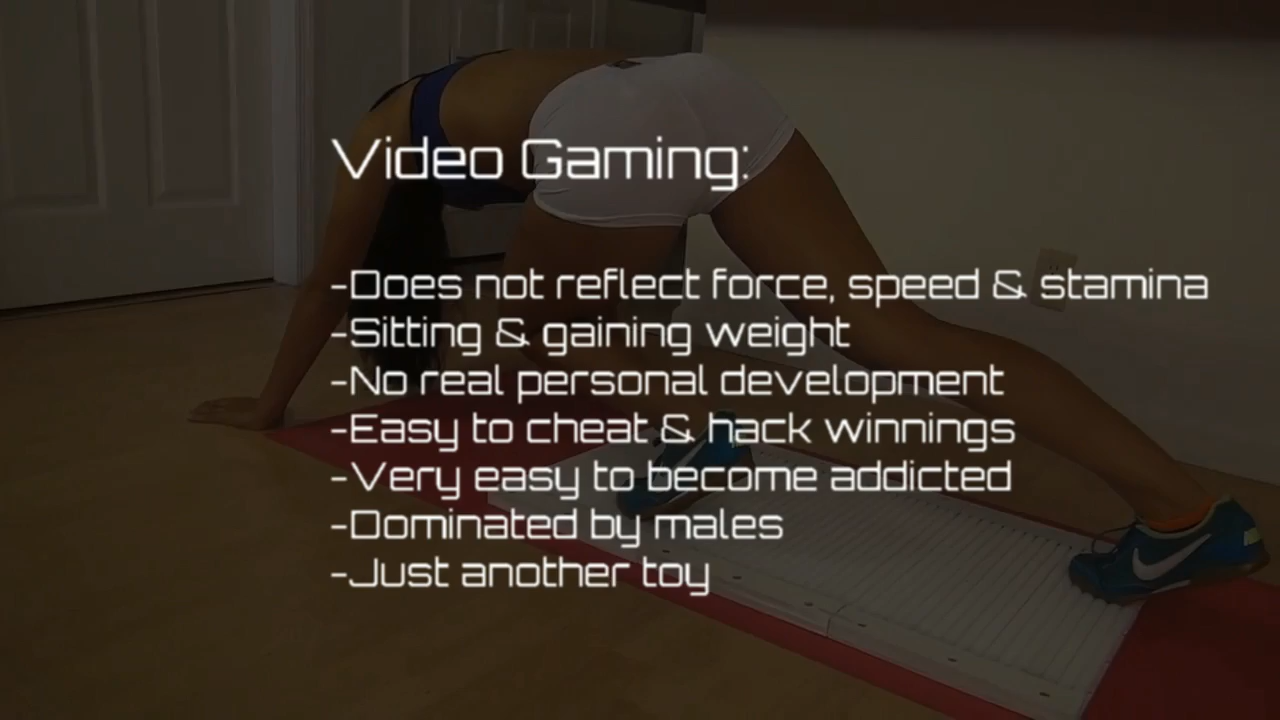 Video Gaming:
-Does not reflect force, speed & stamina
-Sitting & gaining weight
-No real personal development
-Easy to cheat & hack winnings
-Very easy to become addicted
-Dominated by males
-Just another toy